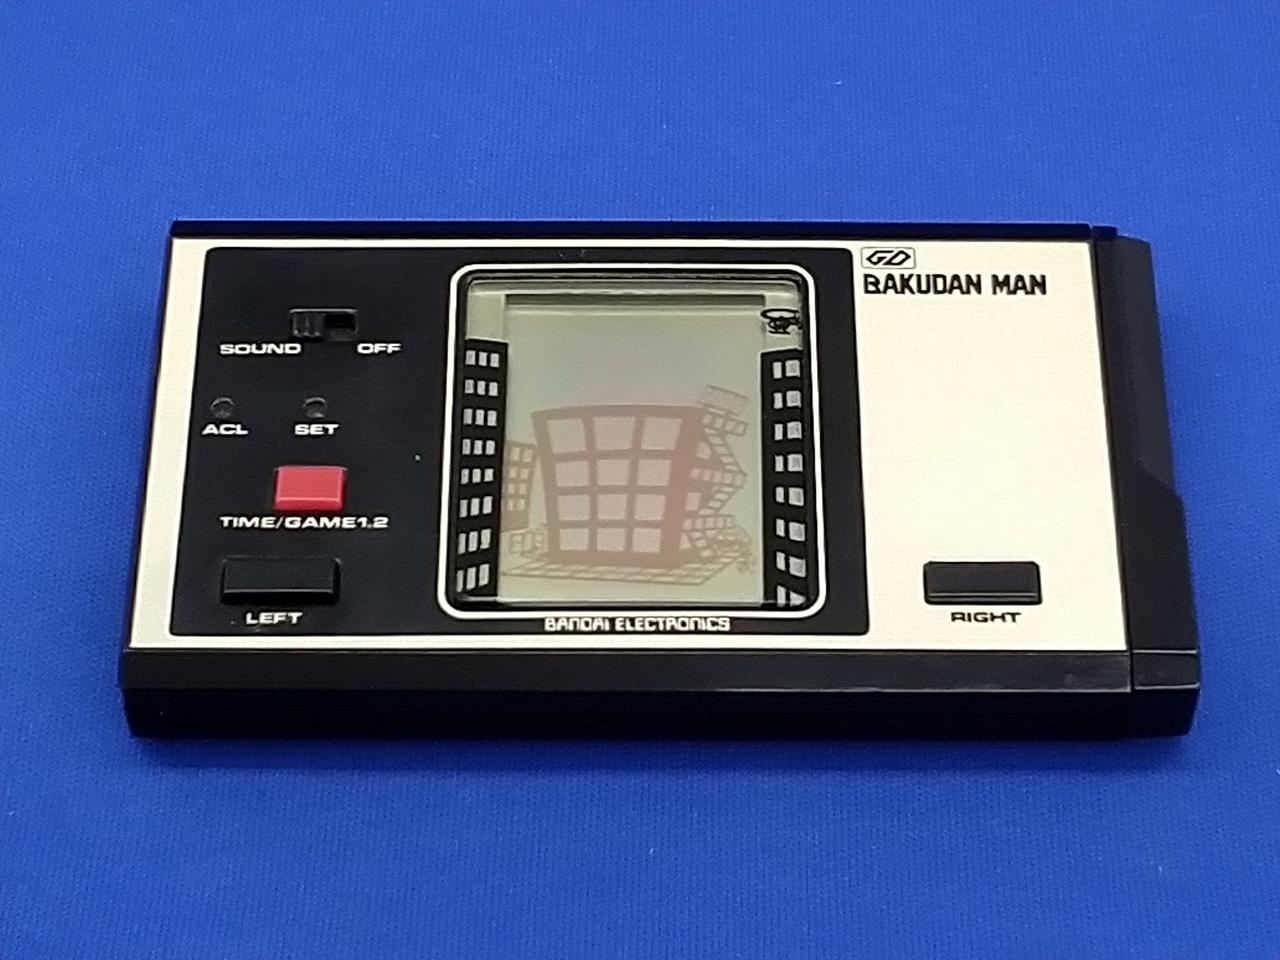 GD
BAKUDAN MAN
SOUND OFF
ACL SET
TIME/GAME1.2
LEFT
RIGHT
BANDAI ELECTRONICS